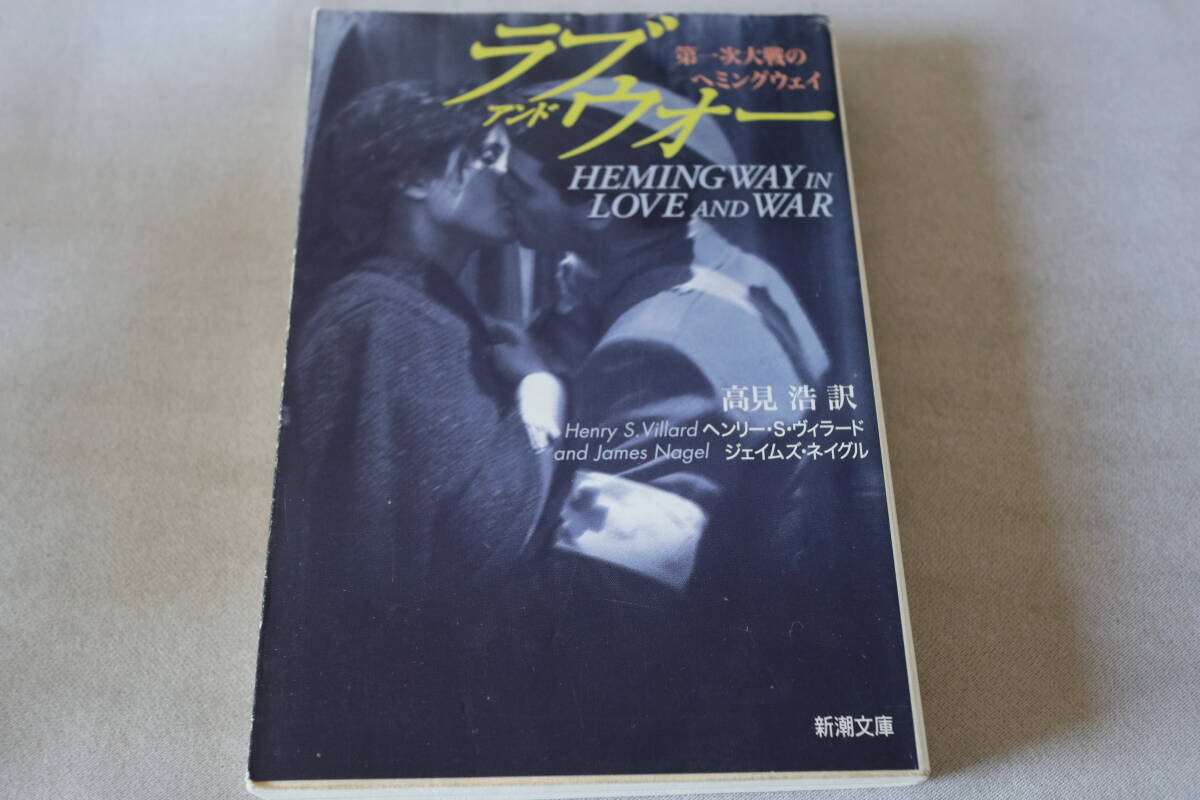 ラブ
アンド
ウォー
第一次大戦の
ヘミングウェイ
HEMINGWAY IN
LOVE AND WAR
高見 浩 訳
Henry S. Villard ヘンリー・S・ヴィラード
and James Nagel ジェイムズ・ネイグル
新潮文庫